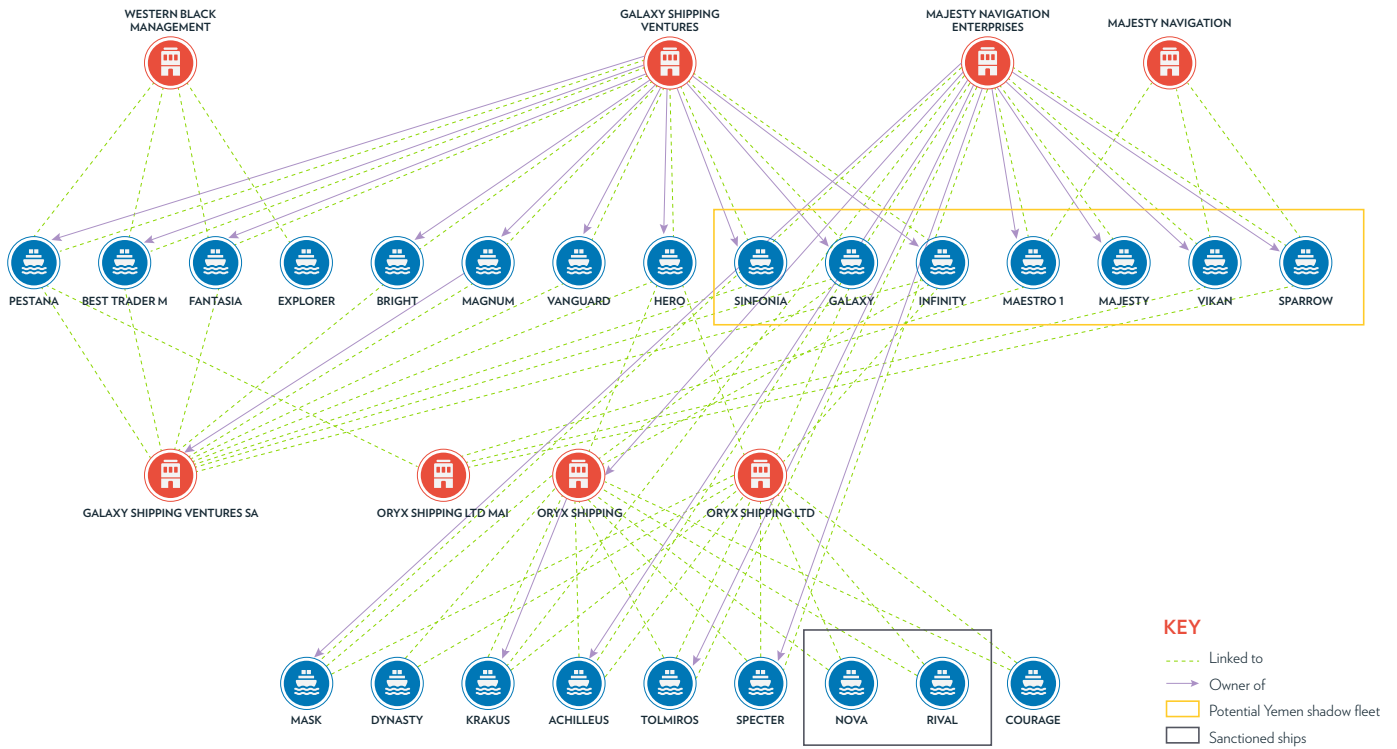 WESTERN BLACK
MANAGEMENT
GALAXY SHIPPING
VENTURES
MAJESTY NAVIGATION
ENTERPRISES
MAJESTY NAVIGATION
PESTANA
BEST TRADER M
FANTASIA
EXPLORER
BRIGHT
MAGNUM
VANGUARD
HERO
SINFONIA
GALAXY
INFINITY
MAESTRO 1
MAJESTY
VIKAN
SPARROW
GALAXY SHIPPING VENTURES SA
ORYX SHIPPING LTD MAI
ORYX SHIPPING
ORYX SHIPPING LTD
MASK
DYNASTY
KRAKUS
ACHILLEUS
TOLMIROS
SPECTER
NOVA
RIVAL
COURAGE
KEY
Linked to
Owner of
Potential Yemen shadow fleet
Sanctioned ships